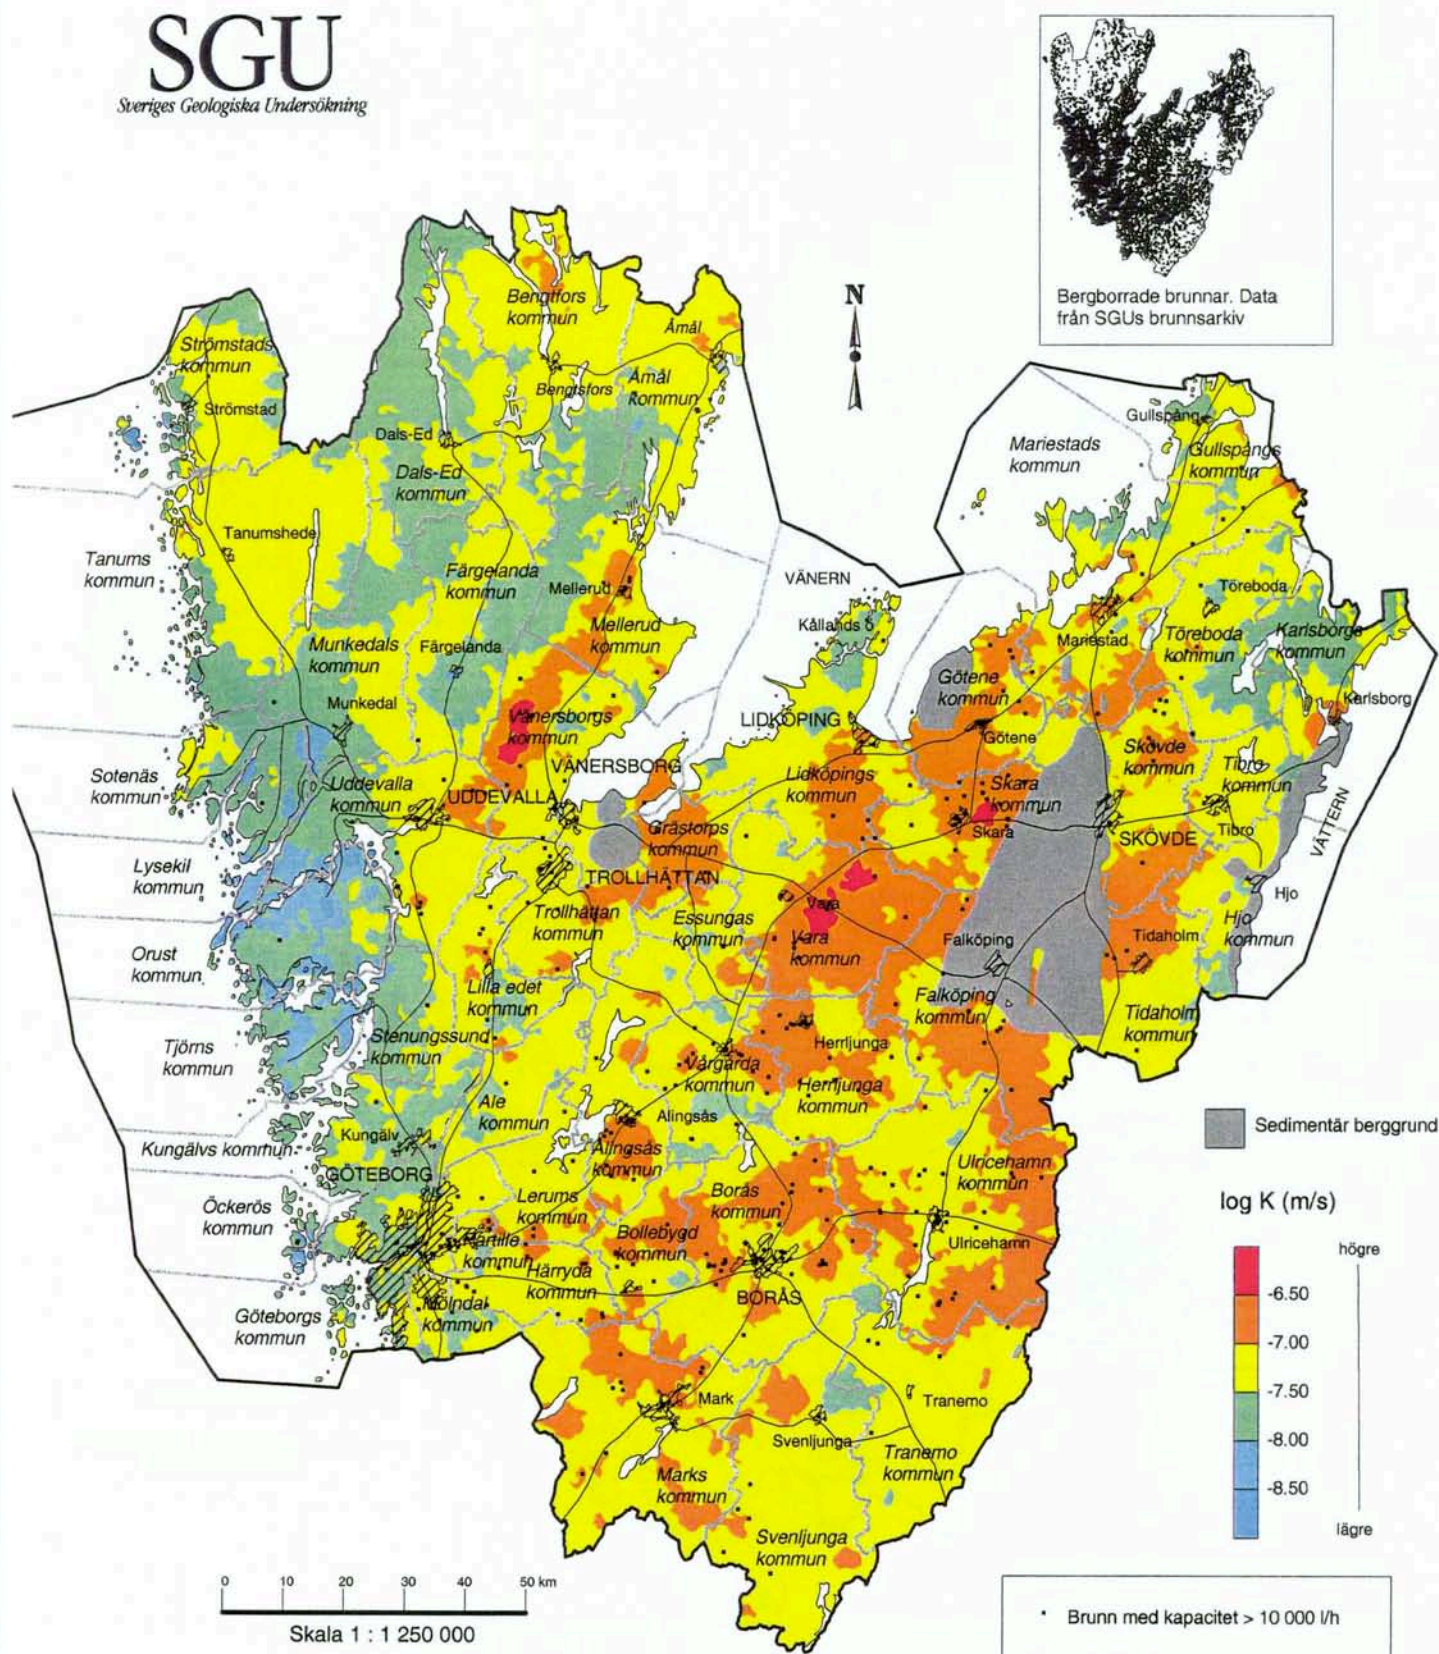 SGU
Sveriges Geologiska Undersökning
Bergborrade brunnar. Data
från SGUs brunnsarkiv
N
Bengtfors
kommun
Åmål
Strömstads
kommun
Strömstad
Bengtsfors
Åmål
kommun
Dals-Ed
Dals-Ed
kommun
Gullspång
Mariestads
kommun
Gullspångs
kommun
Tanumshede
Tanums
kommun
Färgelanda
kommun
Mellerud
VÄNERN
Töreboda
Kållands ö
Mellerud
kommun
Mariestad
Töreboda
kommun
Karlsborgs
kommun
Munkedals
kommun
Färgelanda
Götene
kommun
Karlsborg
Munkedal
Vänersborgs
kommun
LIDKÖPING
Götene
Skövde
kommun
Sotenäs
kommun
VÄNERSBORG
Lidköpings
kommun
Tibro
kommun
Uddevalla
kommun
UDDEVALLA
Skara
kommun
Grästorps
kommun
Skara
SKÖVDE
Tibro
VÄTTERN
Lysekil
kommun
TROLLHÄTTAN
Hjo
Trollhättan
kommun
Essungas
kommun
Vara
Vara
kommun
Hjo
kommun
Orust
kommun
Falköping
Tidaholm
Lilla edet
kommun
Falköping
kommun
Tidaholm
kommun
Tjörns
kommun
Stenungssund
kommun
Herrljunga
Vårgårda
kommun
Herrljunga
kommun
Ale
kommun
Alingsås
Sedimentär berggrund
Kungälvs kommun
Kungälv
Alingsås
kommun
GÖTEBORG
Ulricehamn
kommun
Öckerös
kommun
Lerums
kommun
Borås
kommun
log K (m/s)
Partille
kommun
Bollebygd
kommun
Ulricehamn
högre
Härryda
kommun
-6.50
BORÅS
Göteborgs
kommun
Mölndal
kommun
-7.00
-7.50
Mark
Tranemo
-8.00
Svenljunga
Tranemo
kommun
Marks
kommun
-8.50
lägre
Svenljunga
kommun
0 10 20 30 40 50 km
Skala 1 : 1 250 000
Brunn med kapacitet > 10 000 l/h